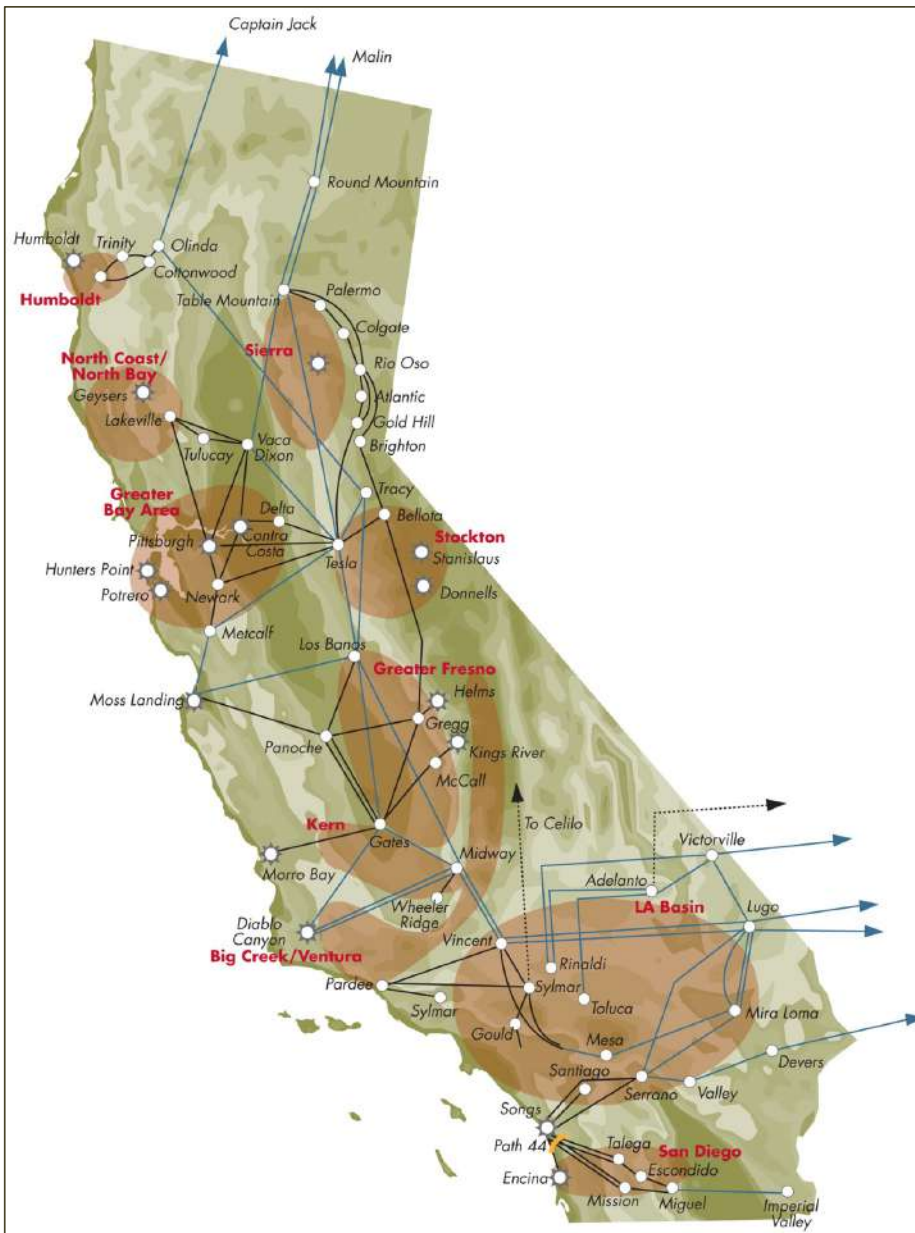 Captain Jack
Malin
Round Mountain
Humboldt
Trinity
Olinda
Cottonwood
Humboldt
Table Mountain
Palermo
Colgate
Sierra
Rio Oso
North Coast/
North Bay
Geysers
Atlantic
Lakeville
Gold Hill
Tulucay
Vaca
Dixon
Brighton
Greater
Bay Area
Tracy
Delta
Bellota
Pittsburgh
Contra
Costa
Stockton
Tesla
Stanislaus
Hunters Point
Potrero
Newark
Donnells
Metcalf
Los Banos
Greater Fresno
Moss Landing
Helms
Gregg
Panoche
Kings River
McCall
Kern
Gates
To Celilo
Victorville
Morro Bay
Midway
Adelanto
Wheeler
Ridge
LA Basin
Lugo
Diablo
Canyon
Vincent
Big Creek/Ventura
Rinaldi
Pardee
Sylmar
Sylmar
Toluca
Mira Loma
Gould
Mesa
Devers
Santiago
Serrano
Valley
Songs
Path 44
Talega
San Diego
Encina
Escondido
Mission
Miguel
Imperial
Valley